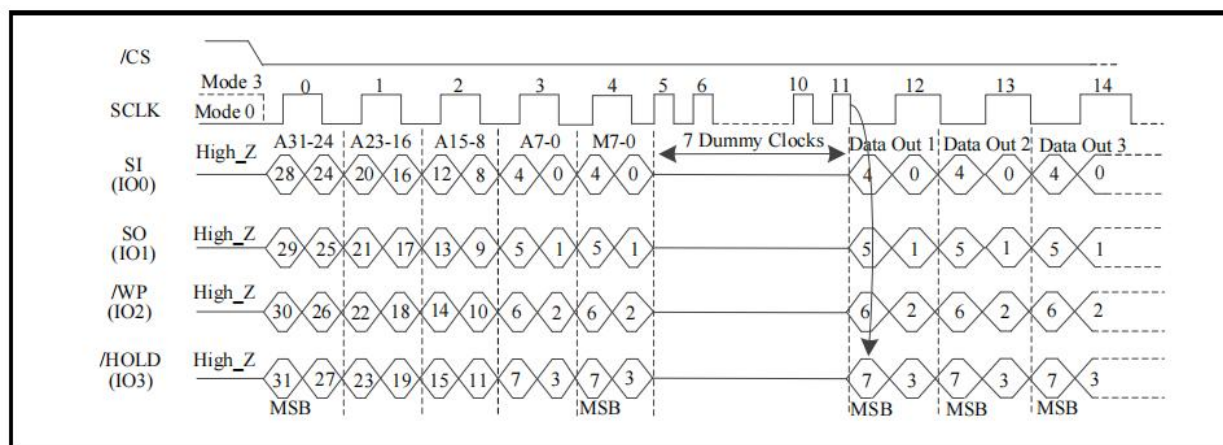 /CS
Mode 3 0 1 2 3 4 5 6 10 11 12 13 14
SCLK Mode 0
A31-24 A23-16 A15-8 A7-0 M7-0 7 Dummy Clocks Data Out 1 Data Out 2 Data Out 3
SI (IO0) High_Z 28 24 20 16 12 8 4 0 4 0 4 0 4 0 4 0
SO (IO1) High_Z 29 25 21 17 13 9 5 1 5 1 5 1 5 1 5 1
/WP (IO2) High_Z 30 26 22 18 14 10 6 2 6 2 6 2 6 2 6 2
/HOLD (IO3) High_Z 31 27 23 19 15 11 7 3 7 3 7 3 7 3 7 3
MSB MSB MSB MSB MSB